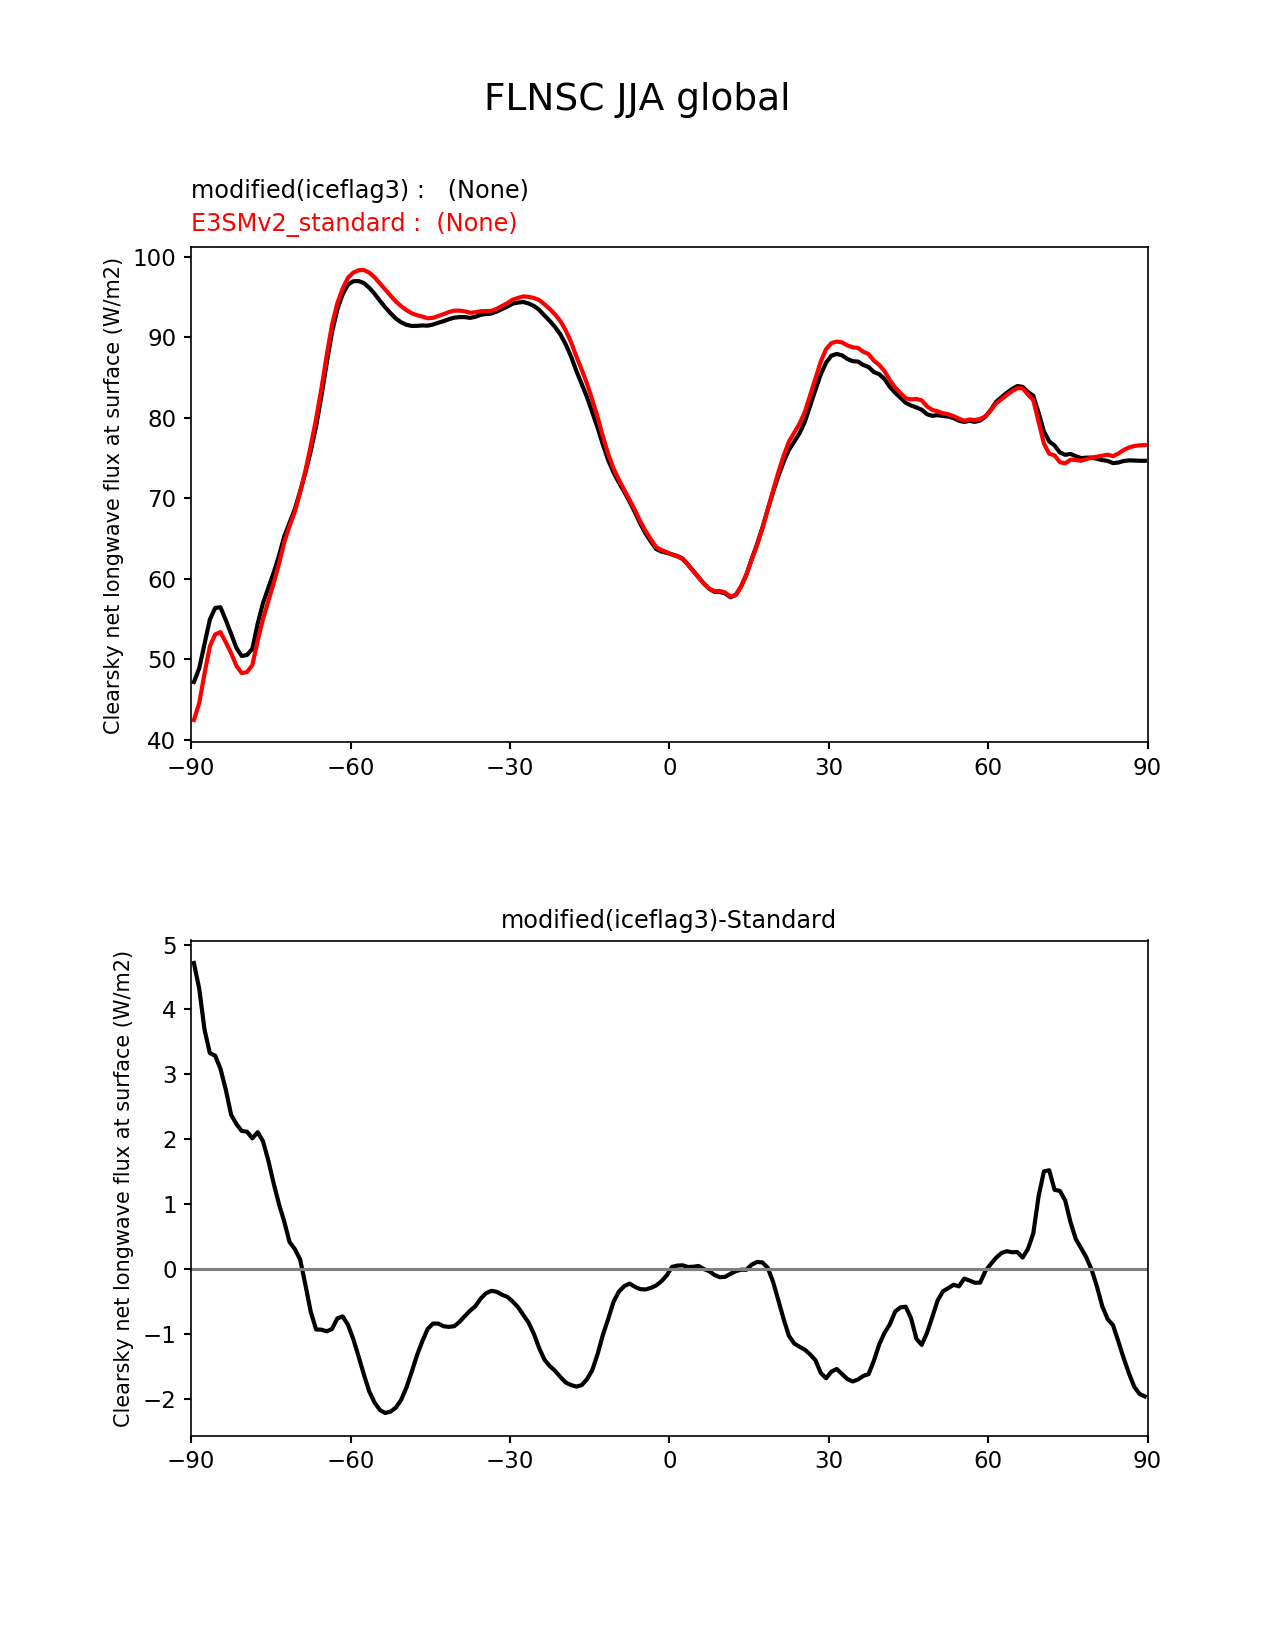 FLNSC JJA global
modified(iceflag3) :   (None)
E3SMv2_standard :  (None)
Clearsky net longwave flux at surface (W/m2)
100
90
80
70
60
50
40
−90 −60 −30 0 30 60 90
modified(iceflag3)-Standard
Clearsky net longwave flux at surface (W/m2)
5
4
3
2
1
0
−1
−2
−90 −60 −30 0 30 60 90